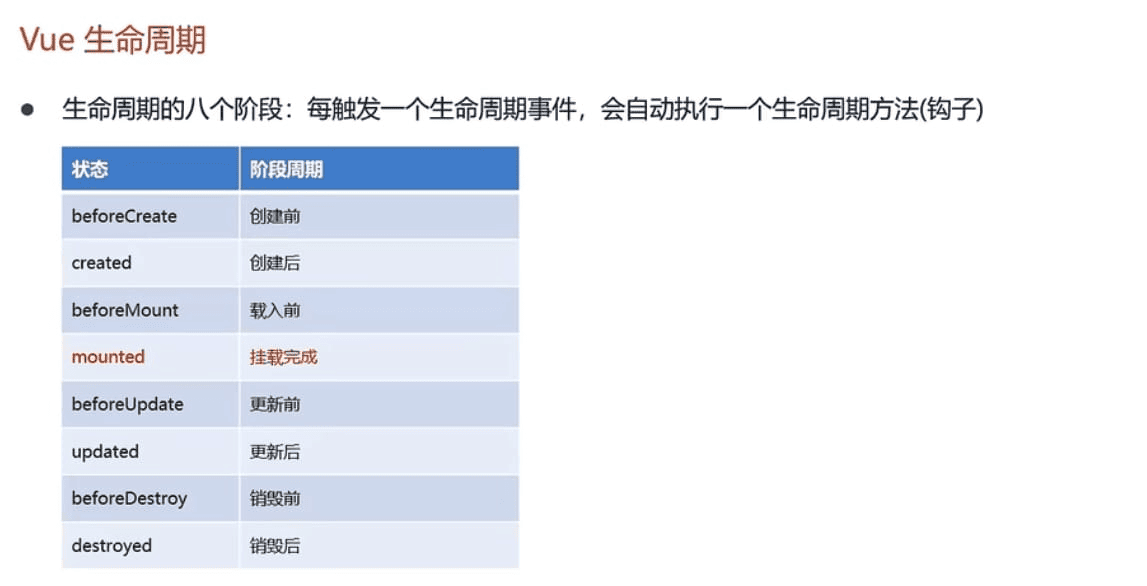 Vue 生命周期
● 生命周期的八个阶段：每触发一个生命周期事件，会自动执行一个生命周期方法(钩子)
状态 阶段周期
beforeCreate 创建前
created 创建后
beforeMount 载入前
mounted 挂载完成
beforeUpdate 更新前
updated 更新后
beforeDestroy 销毁前
destroyed 销毁后